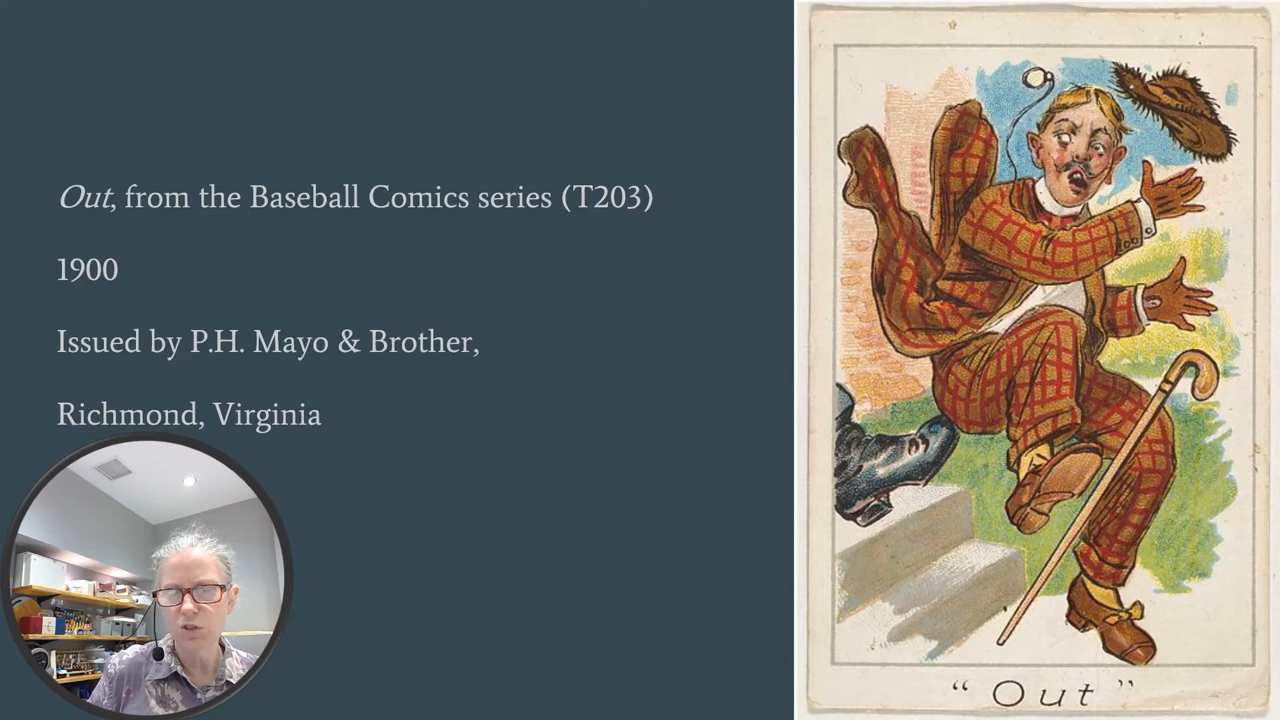 Out, from the Baseball Comics series (T203)
1900
Issued by P.H. Mayo & Brother,
Richmond, Virginia
“ Out ”